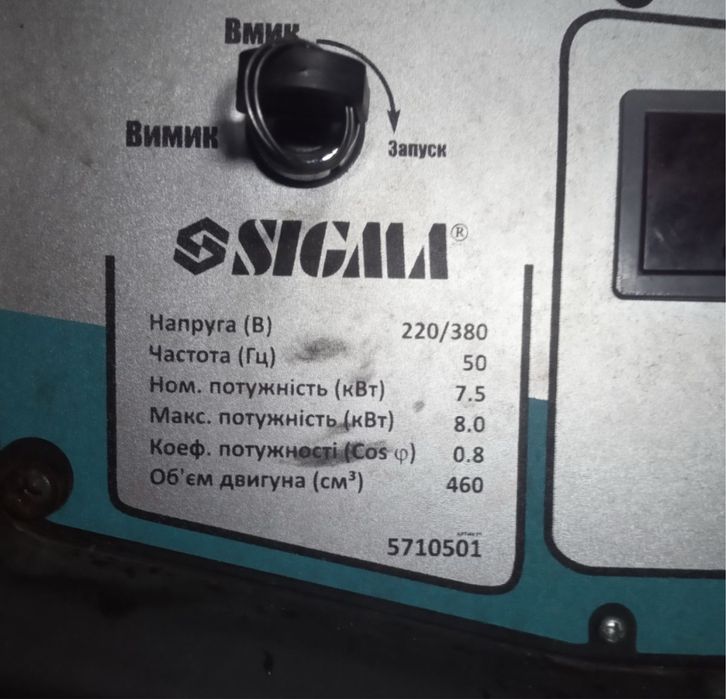 Вмик
Вимик
Запуск
SIGMA®
Напруга (В) 220/380
Частота (Гц) 50
Ном. потужність (кВт) 7.5
Макс. потужність (кВт) 8.0
Коеф. потужності (Cos φ) 0.8
Об'єм двигуна (см³) 460
5710501